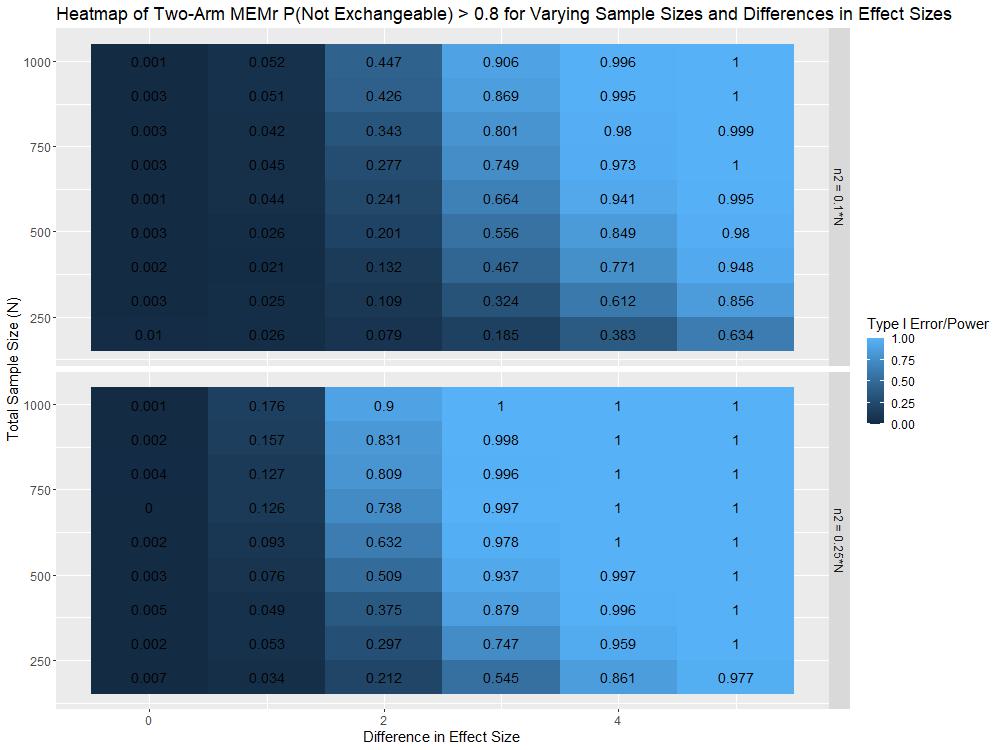 Heatmap of Two-Arm MEMr P(Not Exchangeable) > 0.8 for Varying Sample Sizes and Differences in Effect Sizes
1000 0.001 0.052 0.447 0.906 0.996 1
0.003 0.051 0.426 0.869 0.995 1
0.003 0.042 0.343 0.801 0.98 0.999
750
0.003 0.045 0.277 0.749 0.973 1
0.001 0.044 0.241 0.664 0.941 0.995
500 0.003 0.026 0.201 0.556 0.849 0.98
0.002 0.021 0.132 0.467 0.771 0.948
0.003 0.025 0.109 0.324 0.612 0.856
250
0.01 0.026 0.079 0.185 0.383 0.634
n2 = 0.1*N
1000 0.001 0.176 0.9 1 1 1
0.002 0.157 0.831 0.998 1 1
0.004 0.127 0.809 0.996 1 1
750
0 0.126 0.738 0.997 1 1
0.002 0.093 0.632 0.978 1 1
500 0.003 0.076 0.509 0.937 0.997 1
0.005 0.049 0.375 0.879 0.996 1
0.002 0.053 0.297 0.747 0.959 1
250
0.007 0.034 0.212 0.545 0.861 0.977
n2 = 0.25*N
0 2 4
Difference in Effect Size
Total Sample Size (N)
Type I Error/Power
1.00
0.75
0.50
0.25
0.00